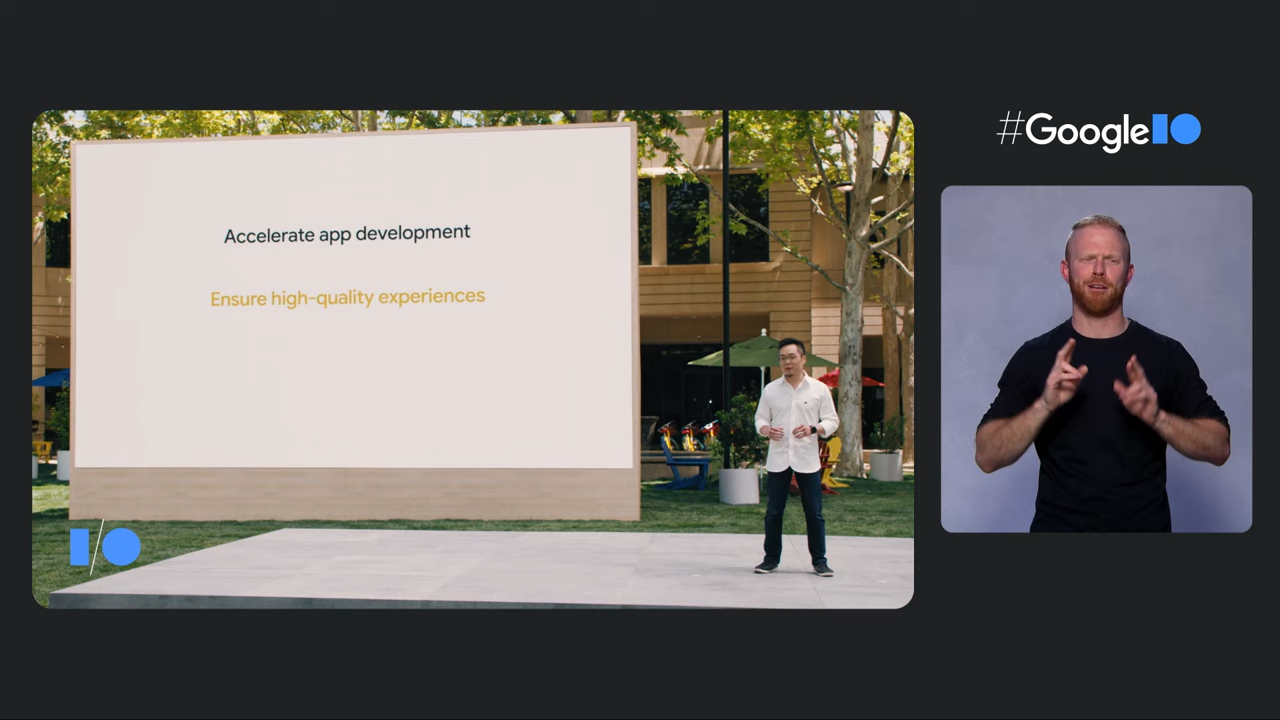 #GoogleIO
Accelerate app development
Ensure high-quality experiences
I/O